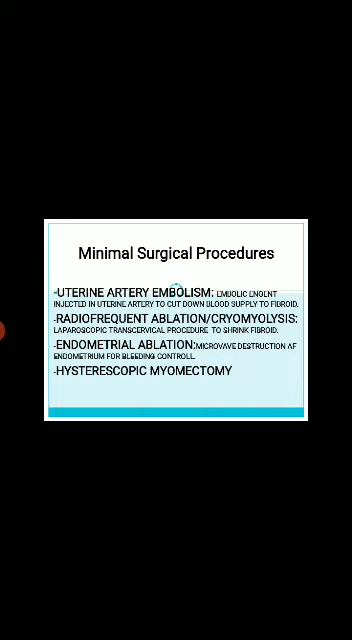 Minimal Surgical Procedures
-UTERINE ARTERY EMBOLISM: EMBOLIC ENGENT
INJECTED IN UTERINE ARTERY TO CUT DOWN BLOOD SUPPLY TO FIBROID.
-RADIOFREQUENT ABLATION/CRYOMYOLYSIS:
LAPAROSCOPIC TRANSCERVICAL PROCEDURE TO SHRINK FIBROID.
-ENDOMETRIAL ABLATION:MICROVAVE DESTRUCTION AF
ENDOMETRIUM FOR BLEEDING CONTROLL.
-HYSTERESCOPIC MYOMECTOMY